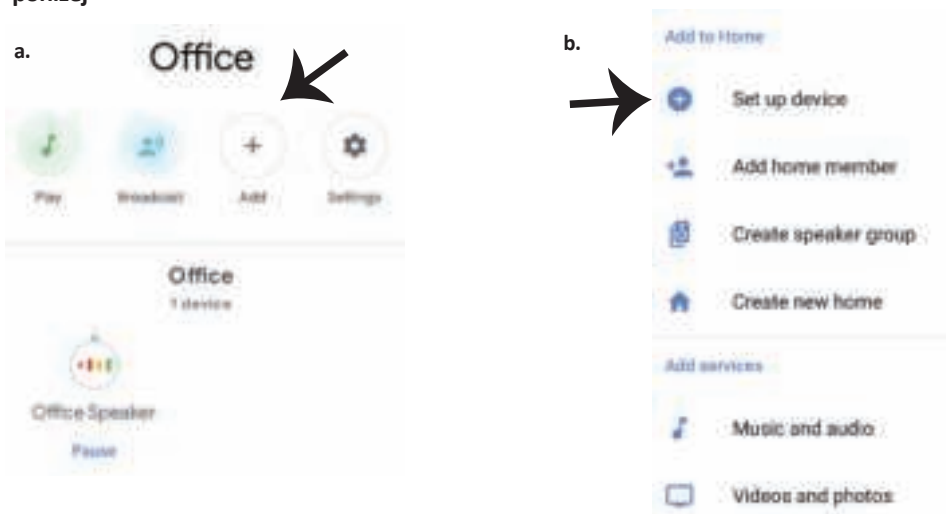 poniżej
a.
Office
Play
Broadcast
Add
Settings
Office
1 device
Office Speaker
Pause
b.
Add to Home
Set up device
Add home member
Create speaker group
Create new home
Add services
Music and audio
Videos and photos